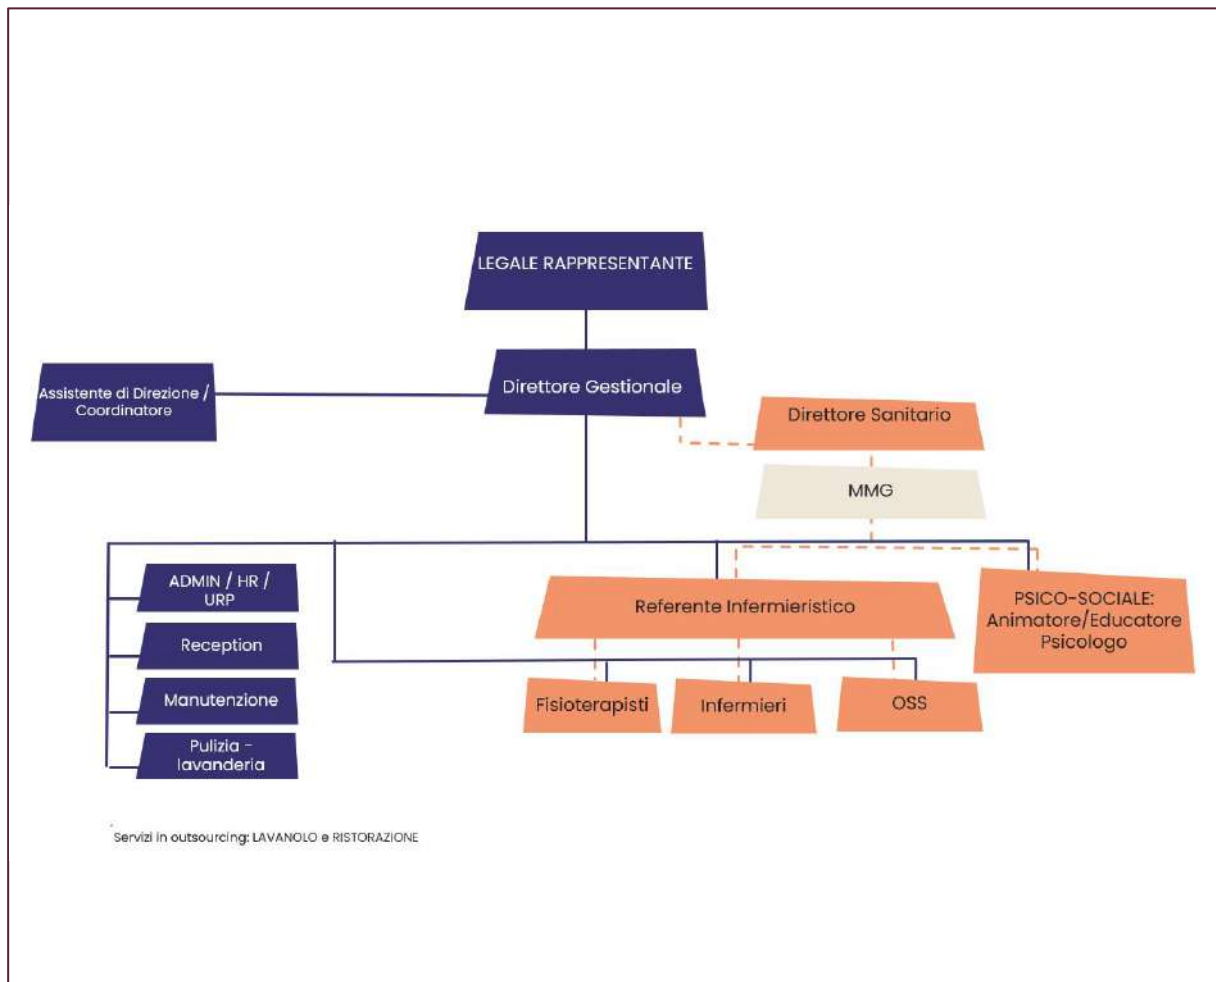 LEGALE RAPPRESENTANTE
Direttore Gestionale
Assistente di Direzione /
Coordinatore
Direttore Sanitario
MMG
ADMIN / HR /
URP
Reception
Manutenzione
Pulizia -
lavanderia
Referente Infermieristico
PSICO-SOCIALE:
Animatore/Educatore
Psicologo
Fisioterapisti
Infermieri
OSS
Servizi in outsourcing: LAVANOLO e RISTORAZIONE